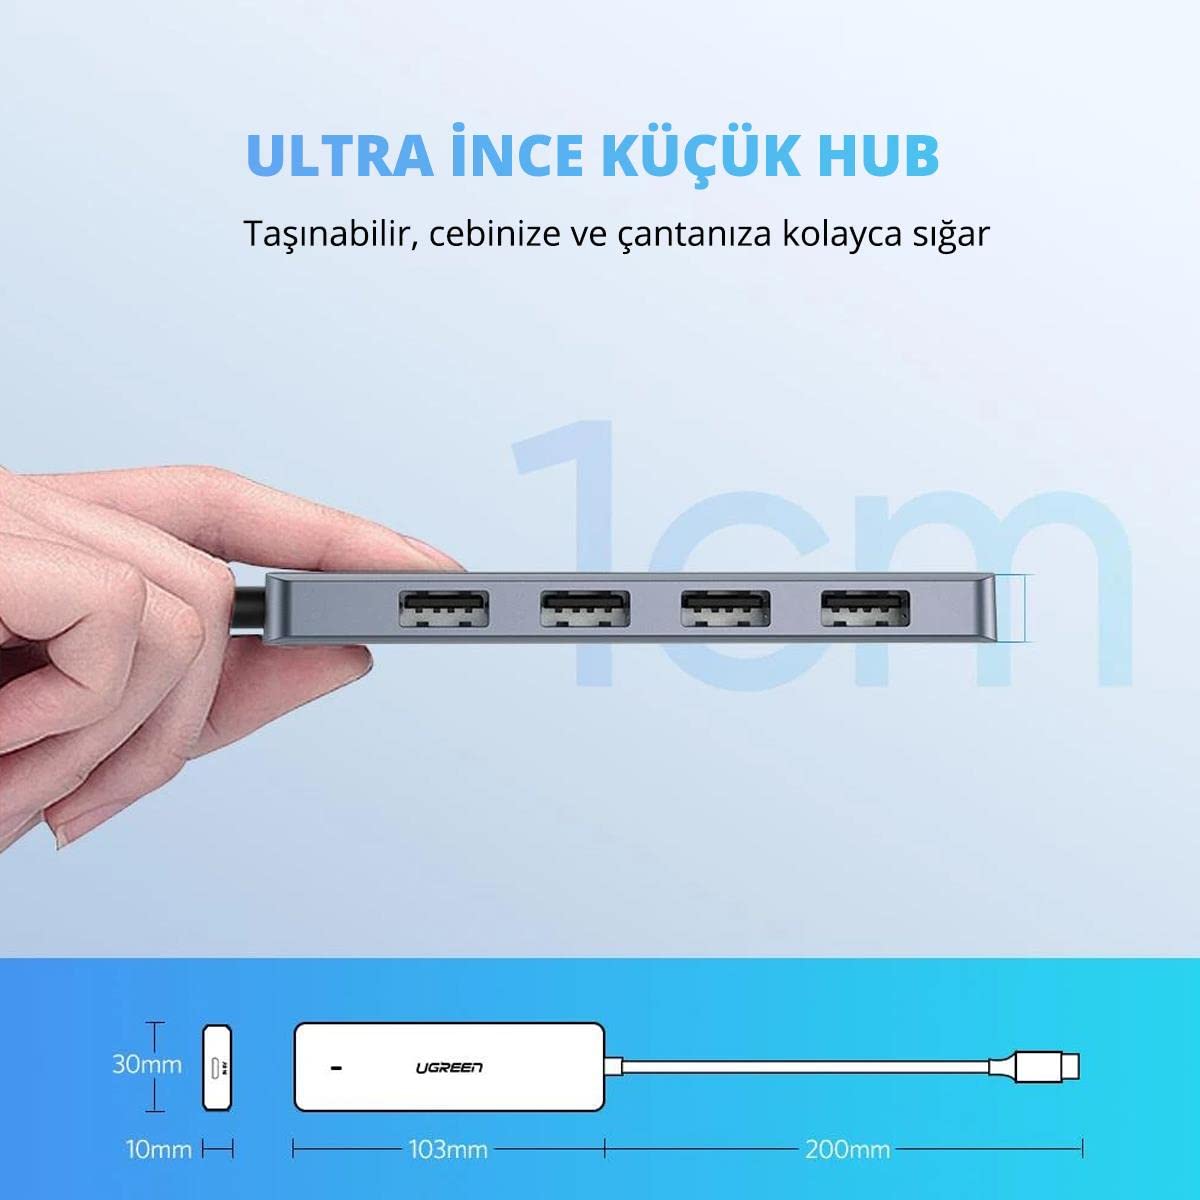 ULTRA İNCE KÜÇÜK HUB
Taşınabilir, cebinize ve çantanıza kolayca sığar
1cm
30mm
UGREEN
10mm
103mm
200mm